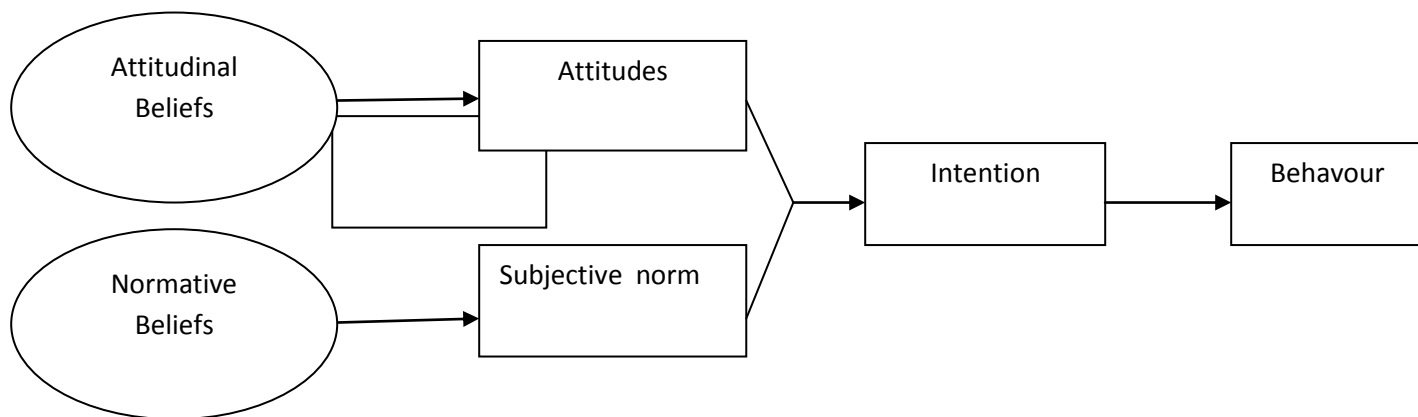 Attitudinal
Beliefs
Attitudes
Normative
Beliefs
Subjective norm
Intention
Behavour